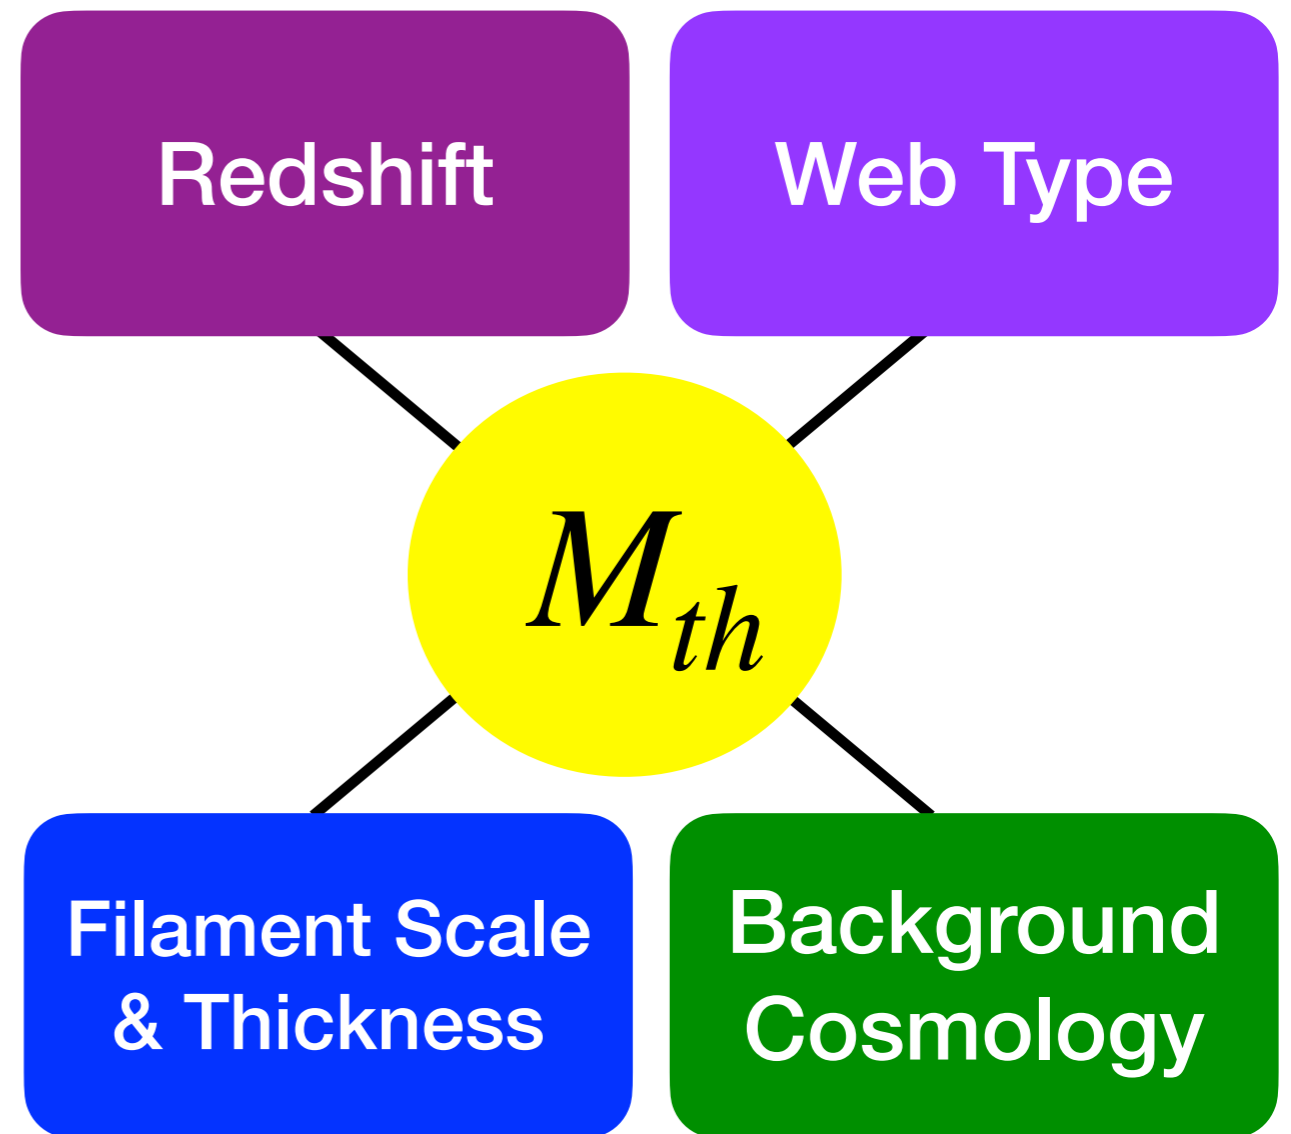 Redshift
Web Type
M_th
Filament Scale
& Thickness
Background
Cosmology